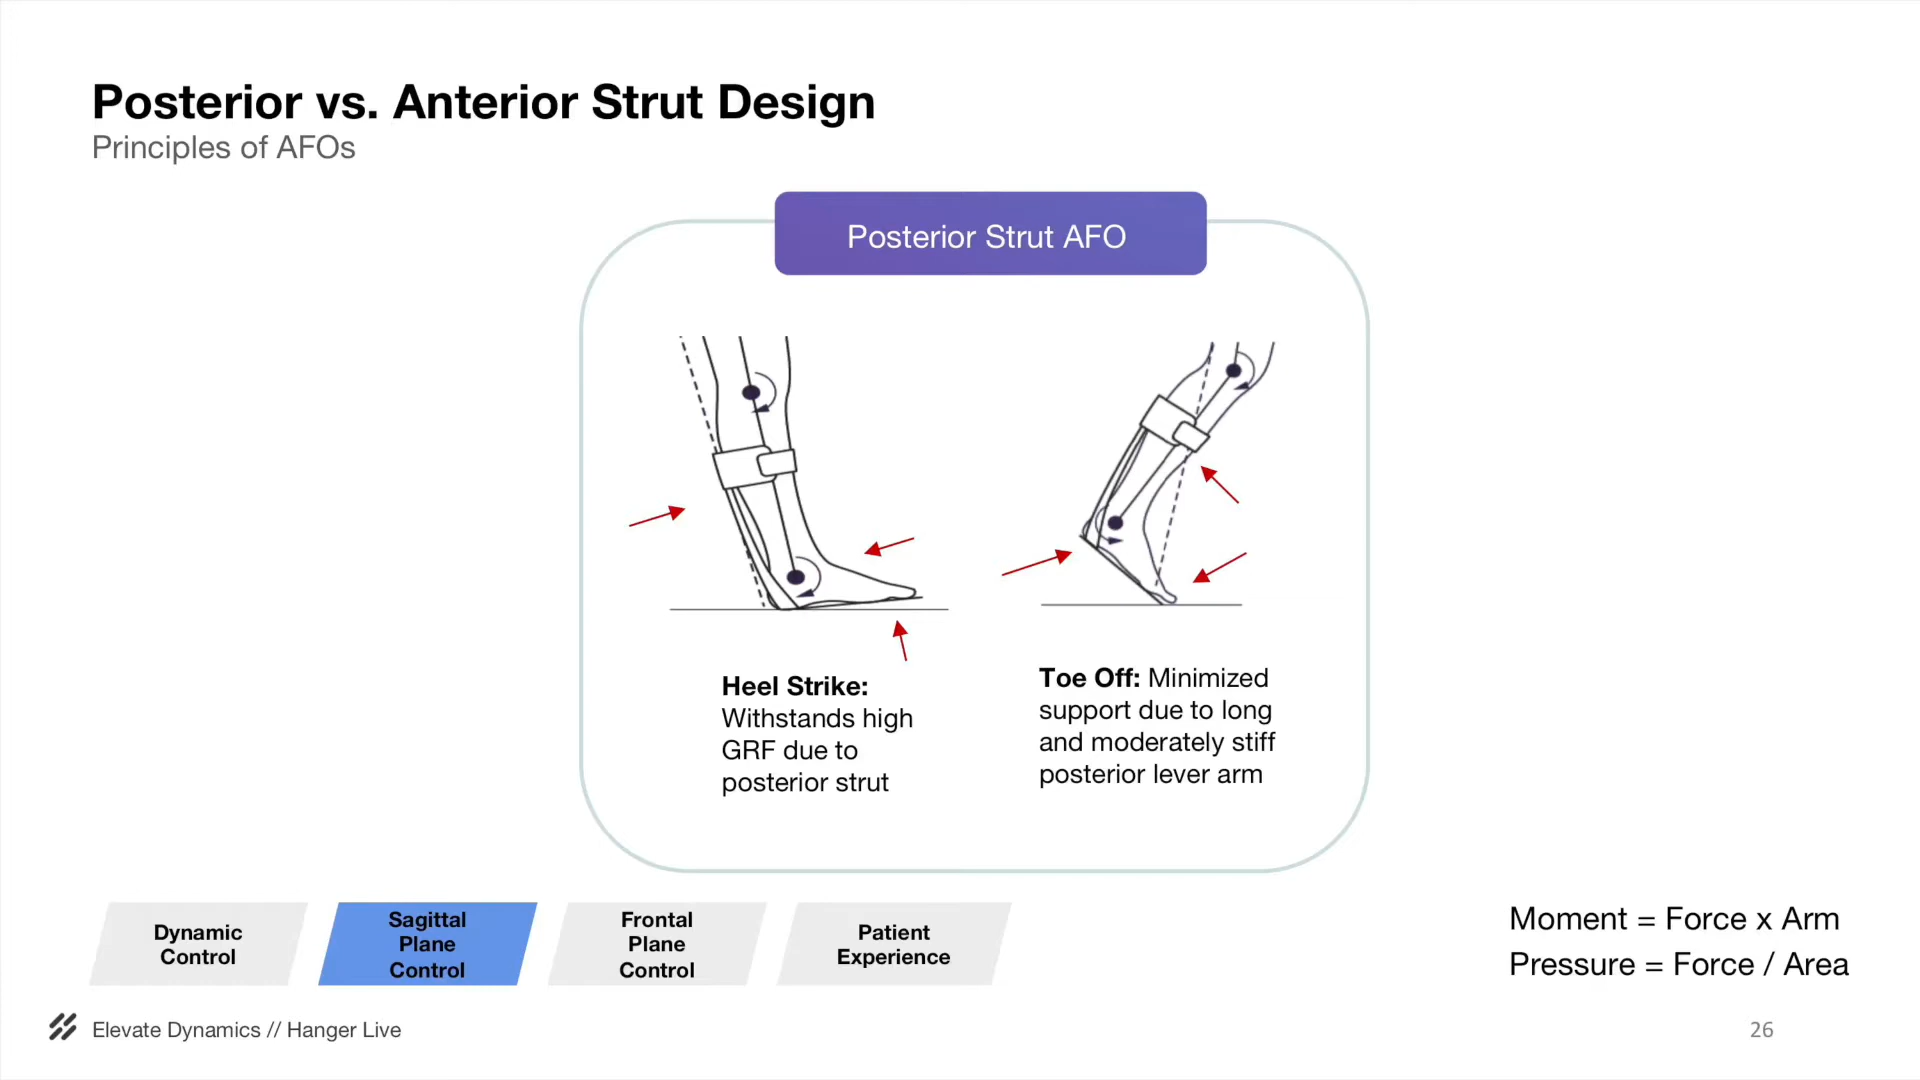 Posterior vs. Anterior Strut Design
Principles of AFOs
Posterior Strut AFO
Heel Strike:
Withstands high
GRF due to
posterior strut
Toe Off: Minimized
support due to long
and moderately stiff
posterior lever arm
Dynamic
Control
Sagittal
Plane
Control
Frontal
Plane
Control
Patient
Experience
Moment = Force x Arm
Pressure = Force / Area
Elevate Dynamics // Hanger Live
26